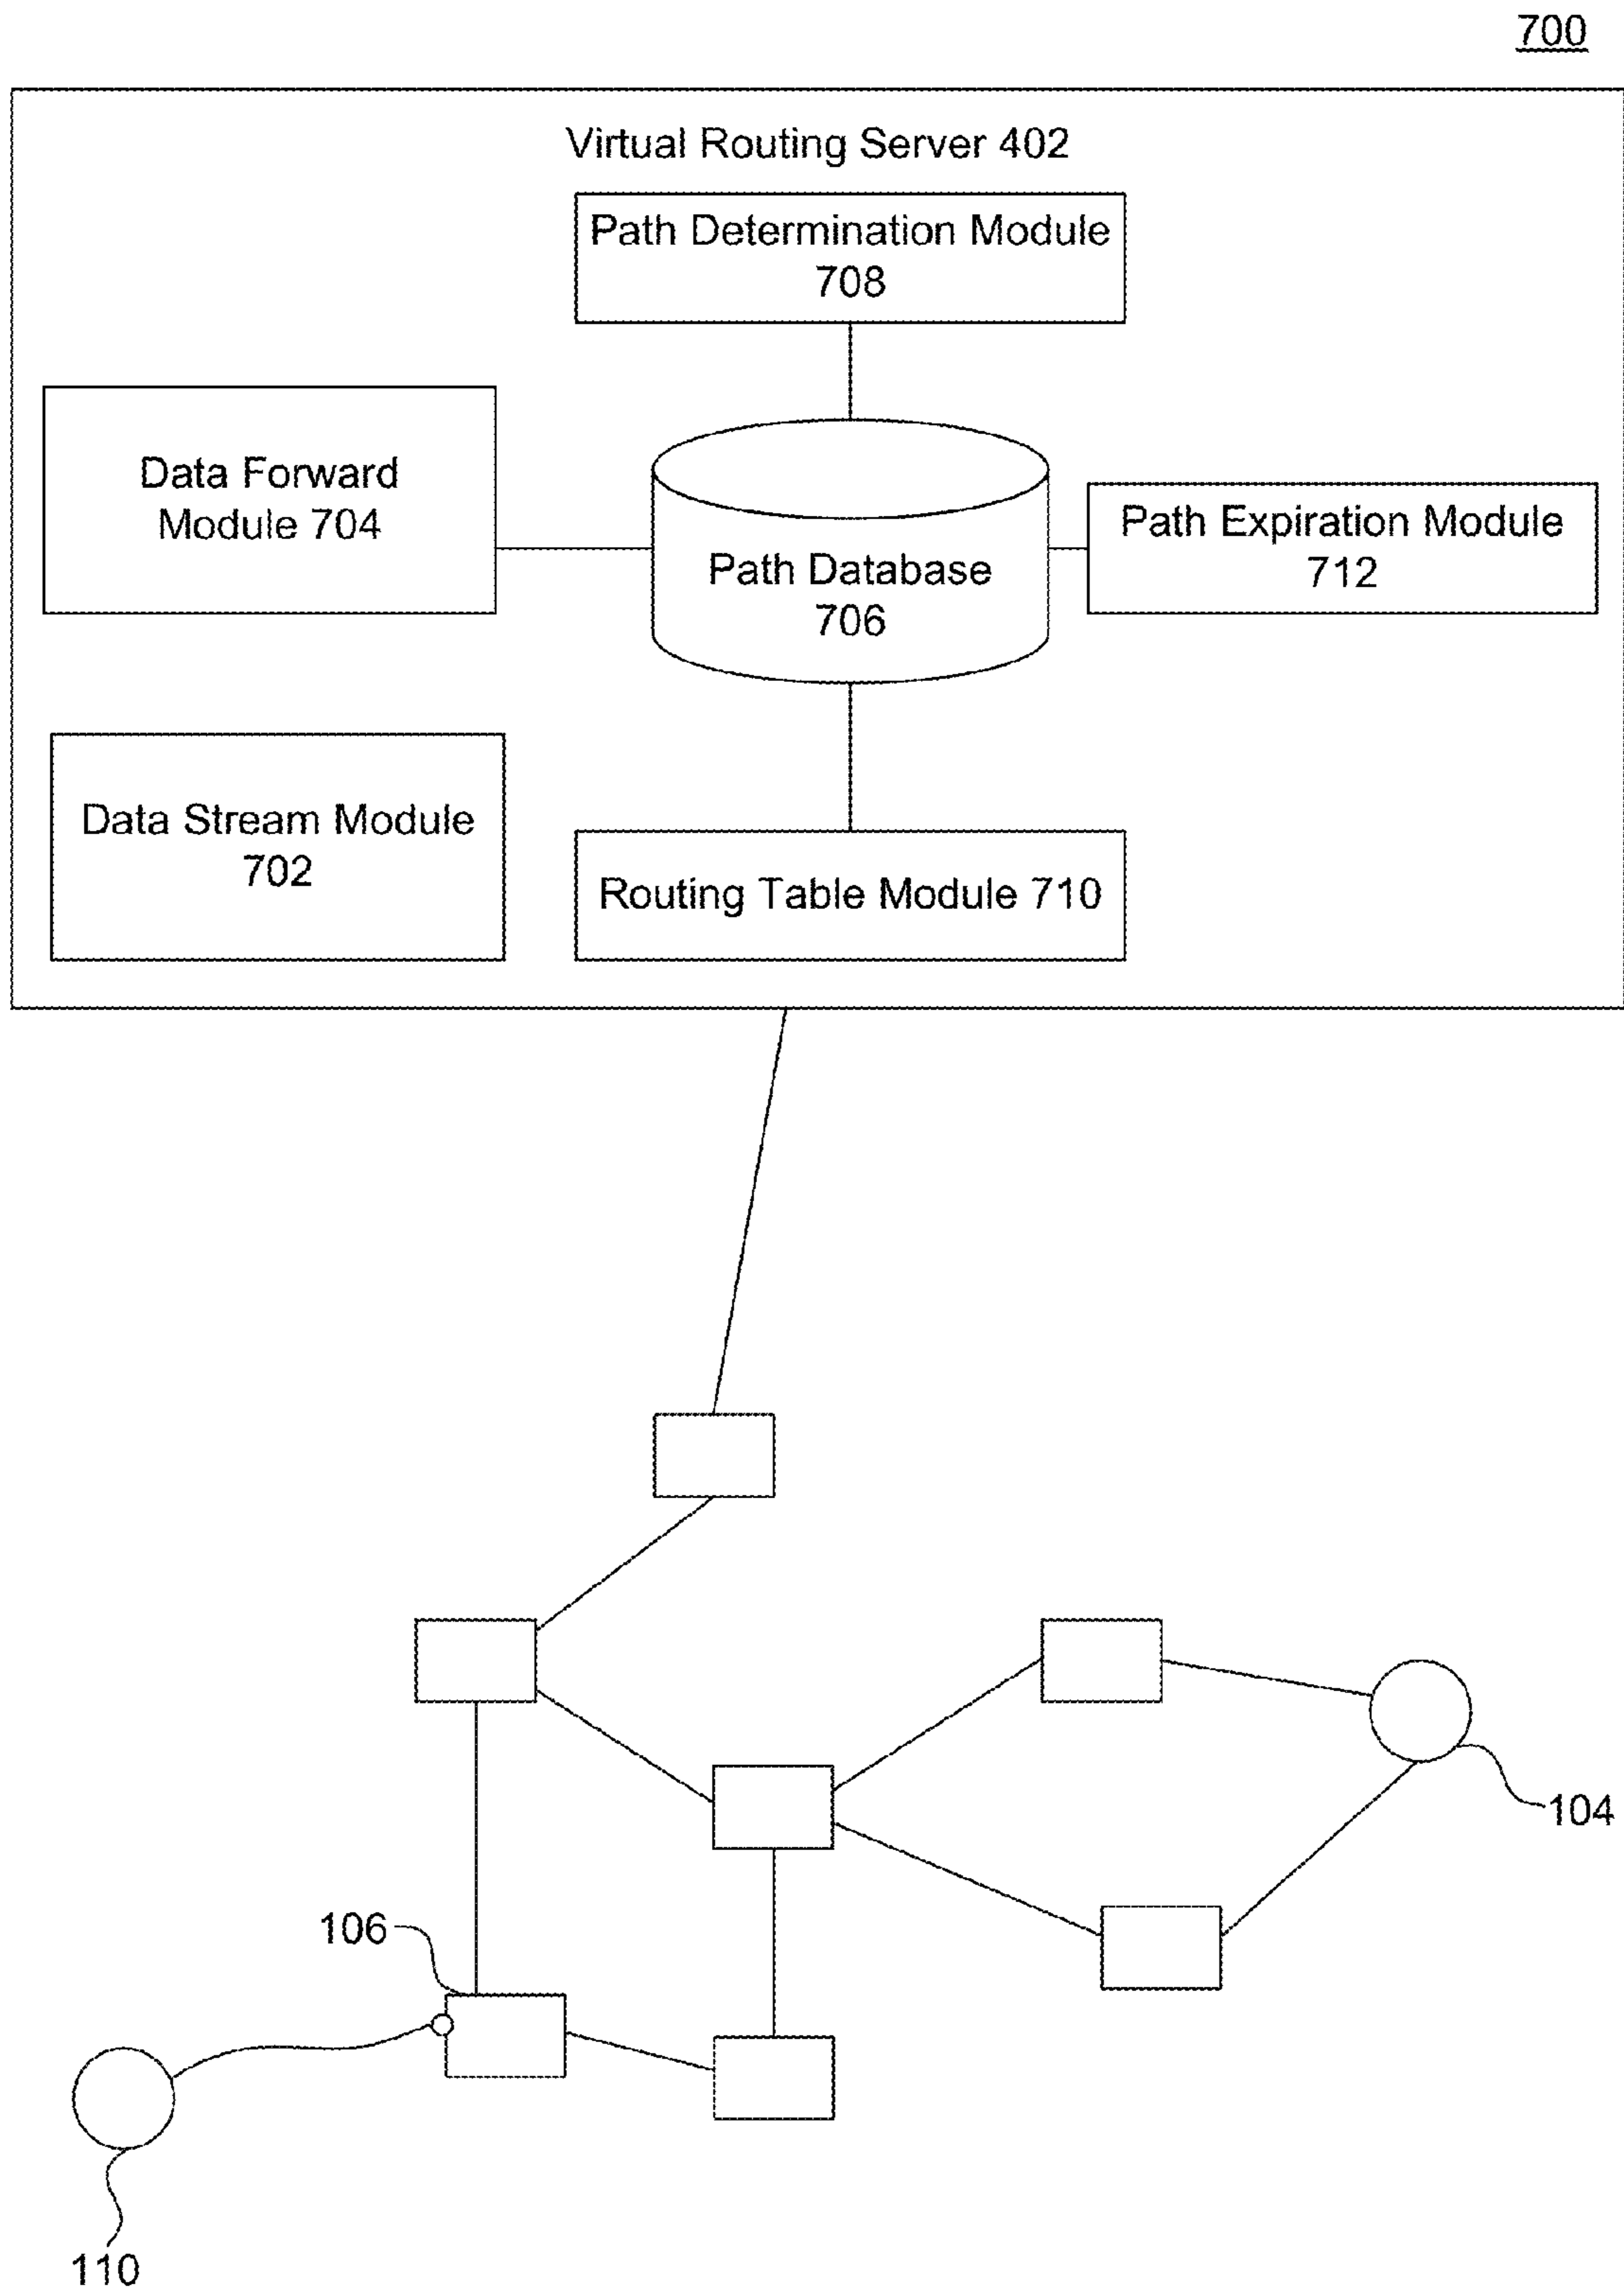 700
Virtual Routing Server 402
Path Determination Module
708
Data Forward
Module 704
Path Database
706
Path Expiration Module
712
Data Stream Module
702
Routing Table Module 710
104
106
110